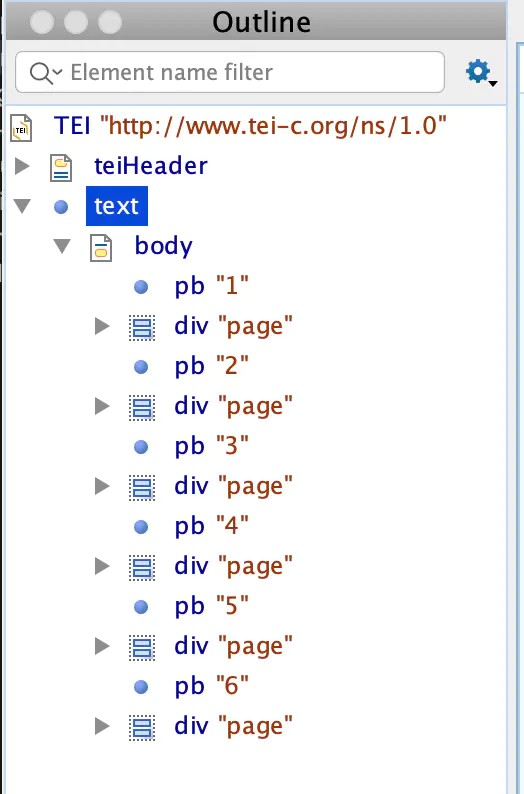 Outline
Element name filter
TEI "http://www.tei-c.org/ns/1.0"
teiHeader
text
body
pb "1"
div "page"
pb "2"
div "page"
pb "3"
div "page"
pb "4"
div "page"
pb "5"
div "page"
pb "6"
div "page"